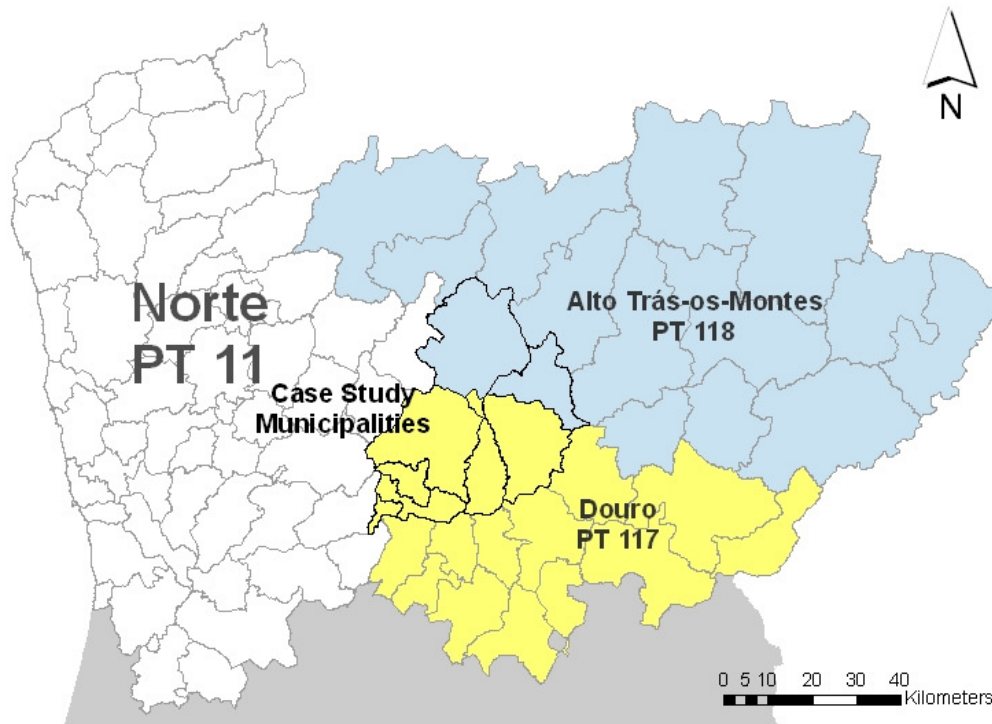 N
Norte
PT 11
Alto Trás-os-Montes
PT 118
Case Study
Municipalities
Douro
PT 117
0 5 10 20 30 40
Kilometers